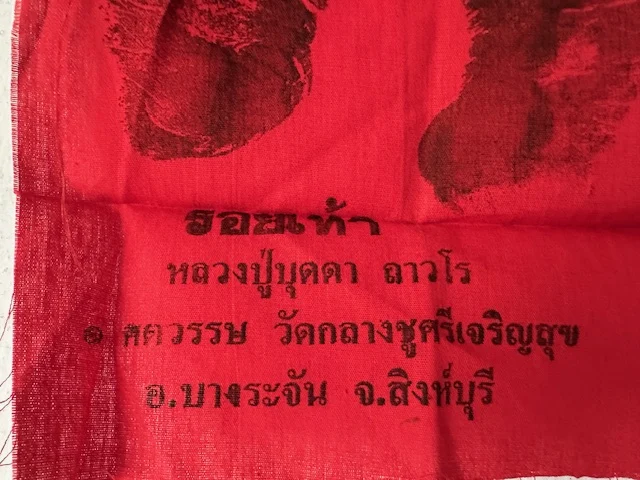 รอยเท้า
หลวงปู่บุดดา ถาวโร
๑ ศตวรรษ วัดกลางชูศรีเจริญสุข
อ.บางระจัน จ.สิงห์บุรี